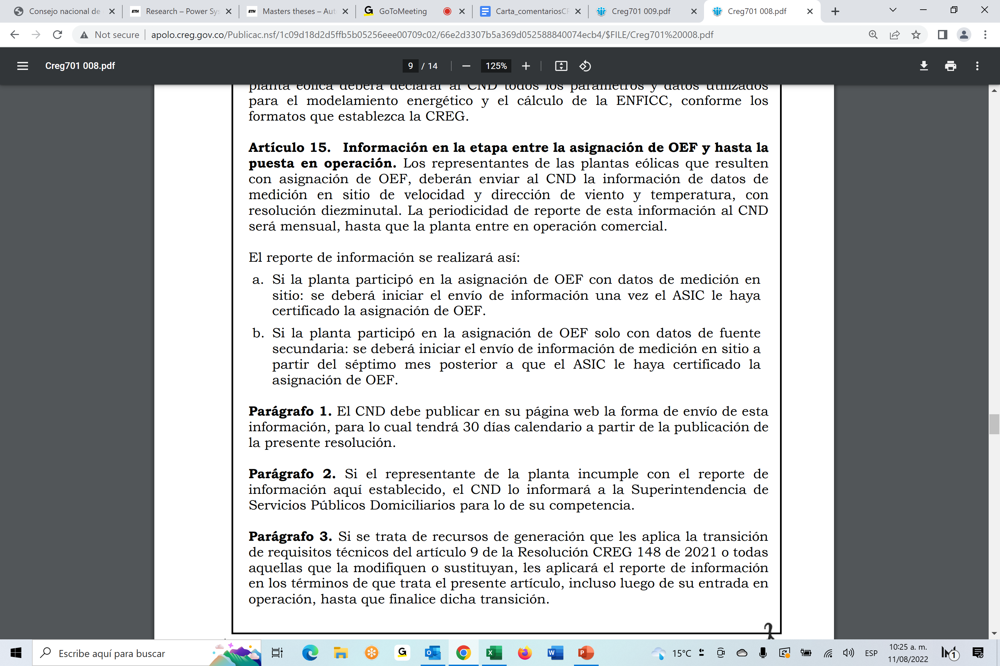 Consejo nacional de
Research – Power Sys
Masters theses – Aut
GoToMeeting
Carta_comentariosCR
Creg701 009.pdf
Creg701 008.pdf
Not secure
apolo.creg.gov.co/Publicac.nsf/1c09d18d2d5ffb5b05256eee00709c02/66e2d3307b5a369d052588840074ecb4/$FILE/Creg701%20008.pdf
Creg701 008.pdf
9 / 14
125%
planta eólica deberá declarar al CND todos los parámetros y datos utilizados
para el modelamiento energético y el cálculo de la ENFICC, conforme los
formatos que establezca la CREG.
Artículo 15. Información en la etapa entre la asignación de OEF y hasta la
puesta en operación. Los representantes de las plantas eólicas que resulten
con asignación de OEF, deberán enviar al CND la información de datos de
medición en sitio de velocidad y dirección de viento y temperatura, con
resolución diezminutal. La periodicidad de reporte de esta información al CND
será mensual, hasta que la planta entre en operación comercial.
El reporte de información se realizará así:
a. Si la planta participó en la asignación de OEF con datos de medición en
sitio: se deberá iniciar el envío de información una vez el ASIC le haya
certificado la asignación de OEF.
b. Si la planta participó en la asignación de OEF solo con datos de fuente
secundaria: se deberá iniciar el envío de información de medición en sitio a
partir del séptimo mes posterior a que el ASIC le haya certificado la
asignación de OEF.
Parágrafo 1. El CND debe publicar en su página web la forma de envío de esta
información, para lo cual tendrá 30 días calendario a partir de la publicación de
la presente resolución.
Parágrafo 2. Si el representante de la planta incumple con el reporte de
información aquí establecido, el CND lo informará a la Superintendencia de
Servicios Públicos Domiciliarios para lo de su competencia.
Parágrafo 3. Si se trata de recursos de generación que les aplica la transición
de requisitos técnicos del artículo 9 de la Resolución CREG 148 de 2021 o todas
aquellas que la modifiquen o sustituyan, les aplicará el reporte de información
en los términos de que trata el presente artículo, incluso luego de su entrada en
operación, hasta que finalice dicha transición.
Escribe aquí para buscar
15°C
ESP
10:25 a. m.
11/08/2022
1